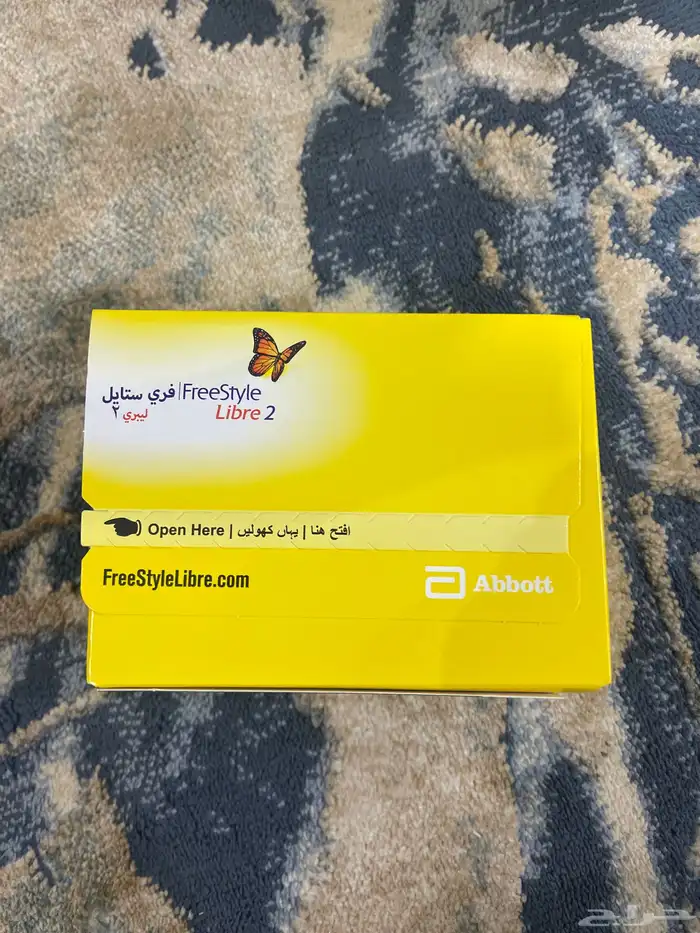 فري ستايل | FreeStyle
ليبري ٢ Libre 2
Open Here | یہاں کھولیں | افتح هنا
FreeStyleLibre.com
Abbott
حراج